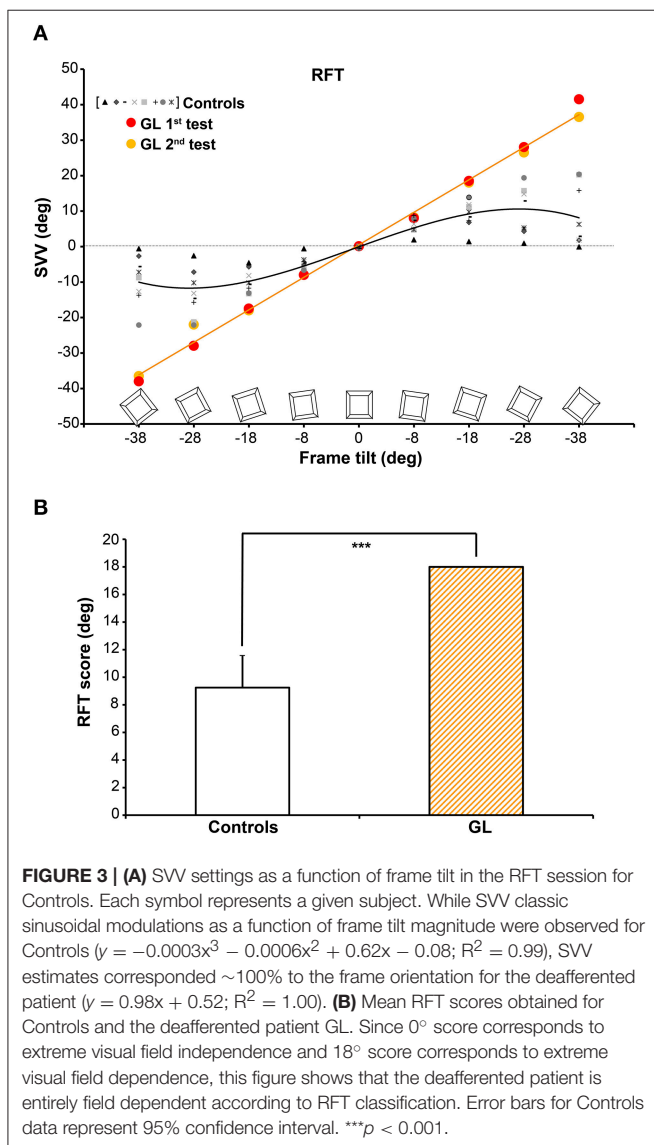 A
RFT
50
40
30
20
10
0
-10
-20
-30
-40
-50
SVV (deg)
[▲ ◆ - × ■ + ● ж] Controls
GL 1st test
GL 2nd test
-38 -28 -18 -8 0 -8 -18 -28 -38
Frame tilt (deg)
B
20
18
16
14
12
10
8
6
4
2
0
RFT score (deg)
***
Controls GL
FIGURE 3 | (A) SVV settings as a function of frame tilt in the RFT session for
Controls. Each symbol represents a given subject. While SVV classic
sinusoidal modulations as a function of frame tilt magnitude were observed for
Controls (y = −0.0003x³ − 0.0006x² + 0.62x − 0.08; R² = 0.99), SVV
estimates corresponded ∼100% to the frame orientation for the deafferented
patient (y = 0.98x + 0.52; R² = 1.00). (B) Mean RFT scores obtained for
Controls and the deafferented patient GL. Since 0° score corresponds to
extreme visual field independence and 18° score corresponds to extreme
visual field dependence, this figure shows that the deafferented patient is
entirely field dependent according to RFT classification. Error bars for Controls
data represent 95% confidence interval. ***p < 0.001.